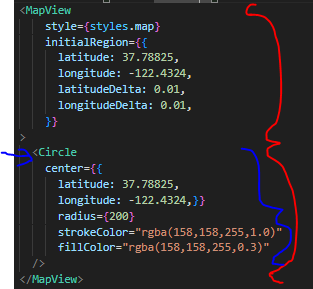 <MapView
style={styles.map}
initialRegion={{
latitude: 37.78825,
longitude: -122.4324,
latitudeDelta: 0.01,
longitudeDelta: 0.01,
}}
>
<Circle
center={{
latitude: 37.78825,
longitude: -122.4324,}}
radius={200}
strokeColor="rgba(158,158,255,1.0)"
fillColor="rgba(158,158,255,0.3)"
/>
</MapView>